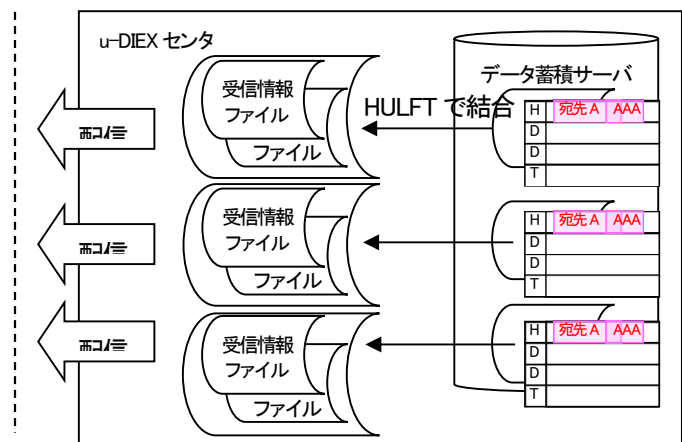 u-DIEX センタ
データ蓄積サーバ
HULFT で結合
受信情報
ファイル
ファイル
H 宛先 A AAA
D
D
T
受信情報
ファイル
ファイル
H 宛先 A AAA
D
D
T
受信情報
ファイル
ファイル
H 宛先 A AAA
D
D
T